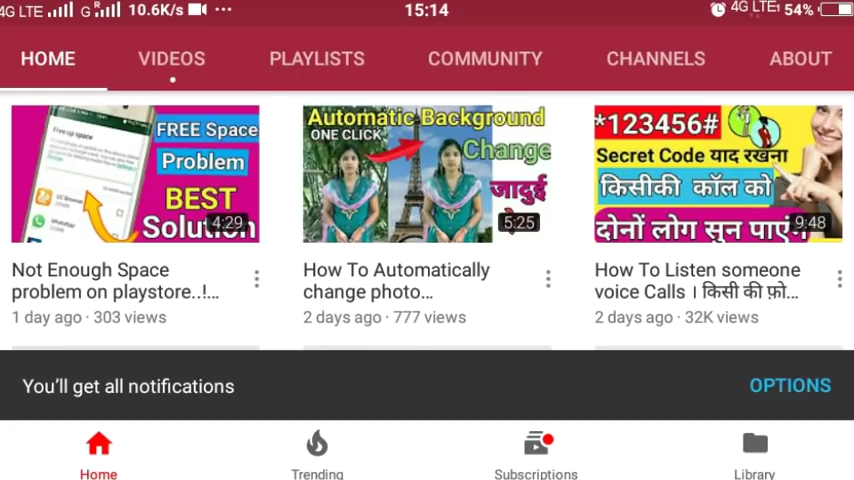 4G LTE G R 10.6K/s ... 15:14 4G LTE 54%
HOME VIDEOS PLAYLISTS COMMUNITY CHANNELS ABOUT
Free up space
UC Browser
WhatsApp
FREE Space
Problem
BEST
Solution
4:29
Automatic Background
ONE CLICK
Change
जादुई
5:25
*123456#
Secret Code याद रखना
किसीकी कॉल को
दोनों लोग सुन पाएंगे
9:48
Not Enough Space
problem on playstore..!...
1 day ago · 303 views
How To Automatically
change photo...
2 days ago · 777 views
How To Listen someone
voice Calls । किसी की फ़ो...
2 days ago · 32K views
You'll get all notifications OPTIONS
Home Trending Subscriptions Library